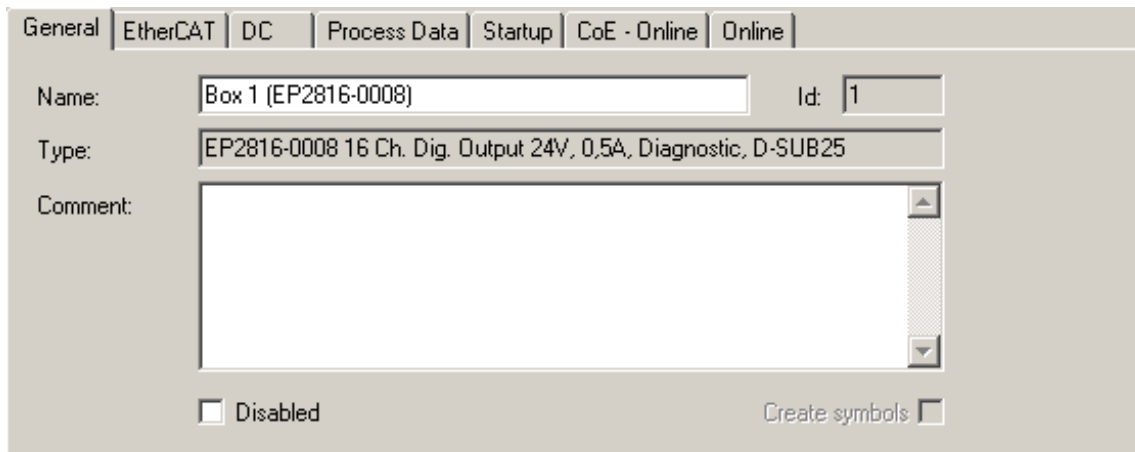 General EtherCAT DC Process Data Startup CoE - Online Online
Name: Box 1 (EP2816-0008) Id: 1
Type: EP2816-0008 16 Ch. Dig. Output 24V, 0,5A, Diagnostic, D-SUB25
Comment:
Disabled Create symbols